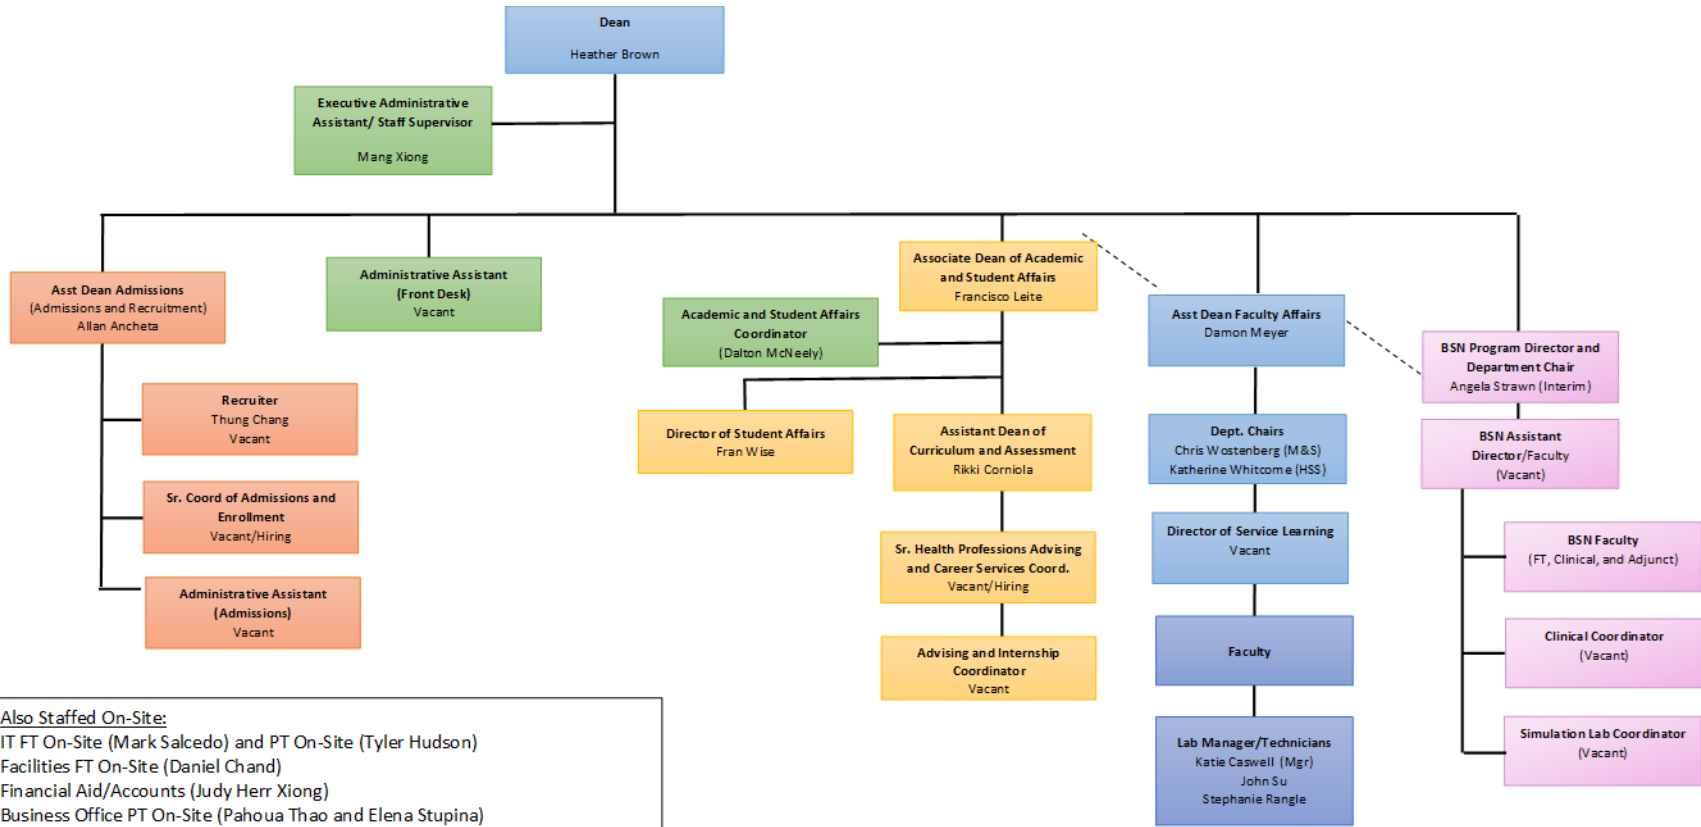 Dean
Heather Brown
Executive Administrative
Assistant/ Staff Supervisor
Mang Xiong
Asst Dean Admissions
(Admissions and Recruitment)
Allan Ancheta
Recruiter
Thung Chang
Vacant
Sr. Coord of Admissions and
Enrollment
Vacant/Hiring
Administrative Assistant
(Admissions)
Vacant
Administrative Assistant
(Front Desk)
Vacant
Associate Dean of Academic
and Student Affairs
Francisco Leite
Academic and Student Affairs
Coordinator
(Dalton McNeely)
Director of Student Affairs
Fran Wise
Assistant Dean of
Curriculum and Assessment
Rikki Corniola
Sr. Health Professions Advising
and Career Services Coord.
Vacant/Hiring
Advising and Internship
Coordinator
Vacant
Asst Dean Faculty Affairs
Damon Meyer
Dept. Chairs
Chris Wostenberg (M&S)
Katherine Whitcome (HSS)
Director of Service Learning
Vacant
Faculty
Lab Manager/Technicians
Katie Caswell (Mgr)
John Su
Stephanie Rangle
BSN Program Director and
Department Chair
Angela Strawn (Interim)
BSN Assistant
Director/Faculty
(Vacant)
BSN Faculty
(FT, Clinical, and Adjunct)
Clinical Coordinator
(Vacant)
Simulation Lab Coordinator
(Vacant)
Also Staffed On-Site:
IT FT On-Site (Mark Salcedo) and PT On-Site (Tyler Hudson)
Facilities FT On-Site (Daniel Chand)
Financial Aid/Accounts (Judy Herr Xiong)
Business Office PT On-Site (Pahoua Thao and Elena Stupina)